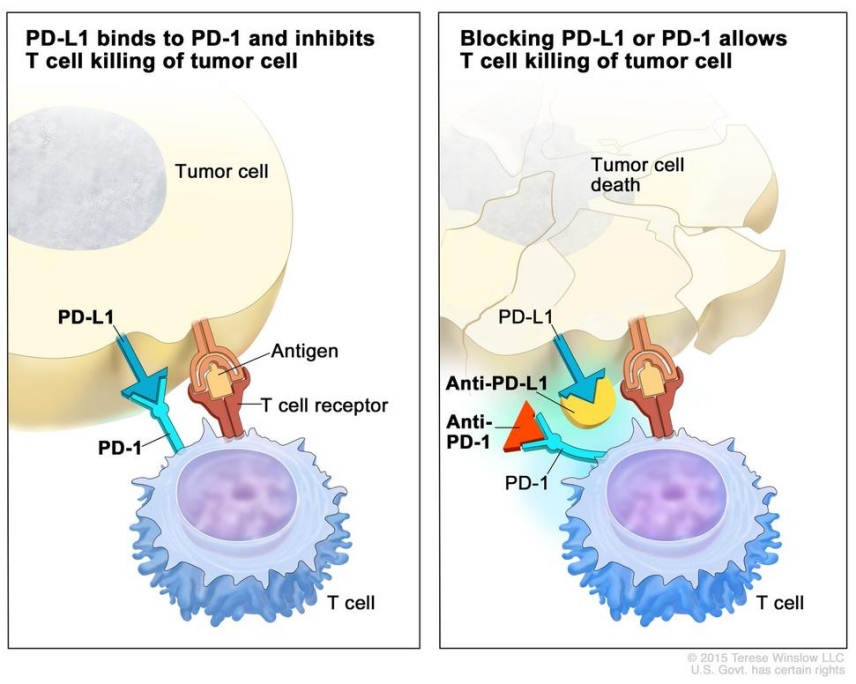 PD-L1 binds to PD-1 and inhibits
T cell killing of tumor cell
Tumor cell
PD-L1
Antigen
T cell receptor
PD-1
T cell
Blocking PD-L1 or PD-1 allows
T cell killing of tumor cell
Tumor cell
death
PD-L1
Anti-PD-L1
Anti-
PD-1
PD-1
T cell
© 2015 Terese Winslow LLC
U.S. Govt. has certain rights